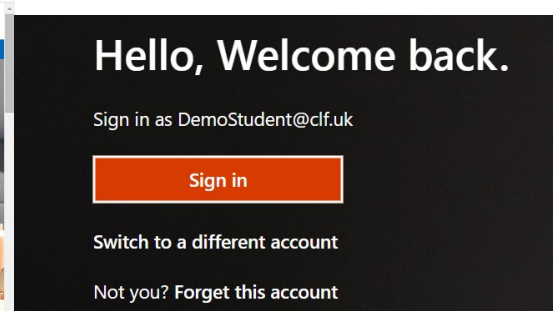 Hello, Welcome back.
Sign in as DemoStudent@clf.uk
Sign in
Switch to a different account
Not you? Forget this account